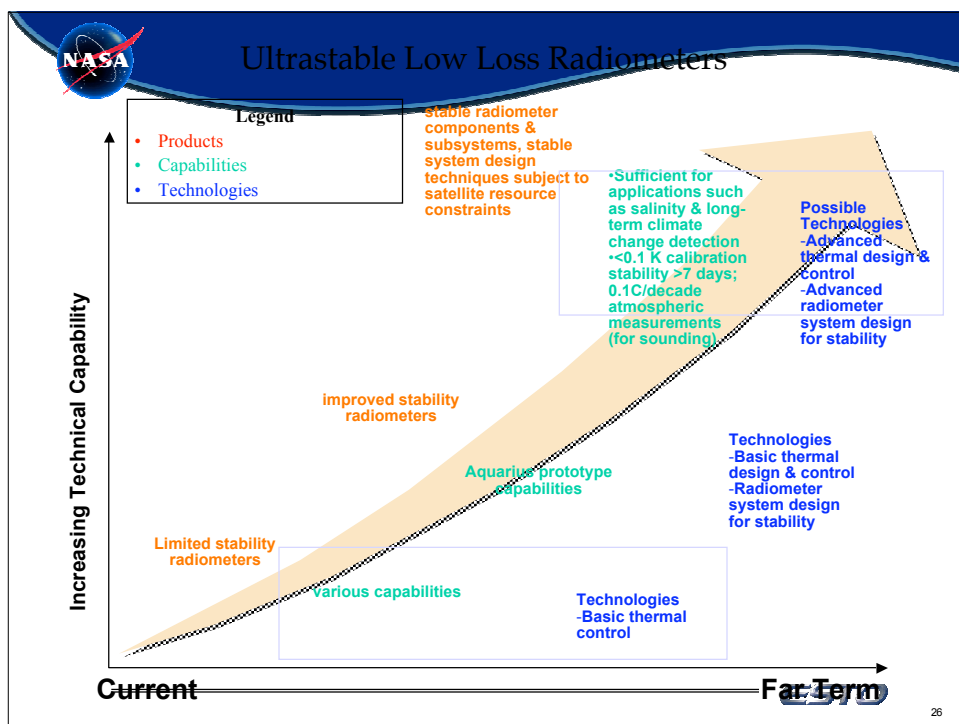 NASA
Ultrastable Low Loss Radiometers
Legend
• Products
• Capabilities
• Technologies
stable radiometer
components &
subsystems, stable
system design
techniques subject to
satellite resource
constraints
•Sufficient for
applications such
as salinity & long-
term climate
change detection
•<0.1 K calibration
stability >7 days;
0.1C/decade
atmospheric
measurements
(for sounding)
Possible
Technologies
-Advanced
thermal design &
control
-Advanced
radiometer
system design
for stability
improved stability
radiometers
Aquarius prototype
capabilities
Technologies
-Basic thermal
design & control
-Radiometer
system design
for stability
Limited stability
radiometers
various capabilities
Technologies
-Basic thermal
control
Increasing Technical Capability
Current
Far Term
ESTO
26